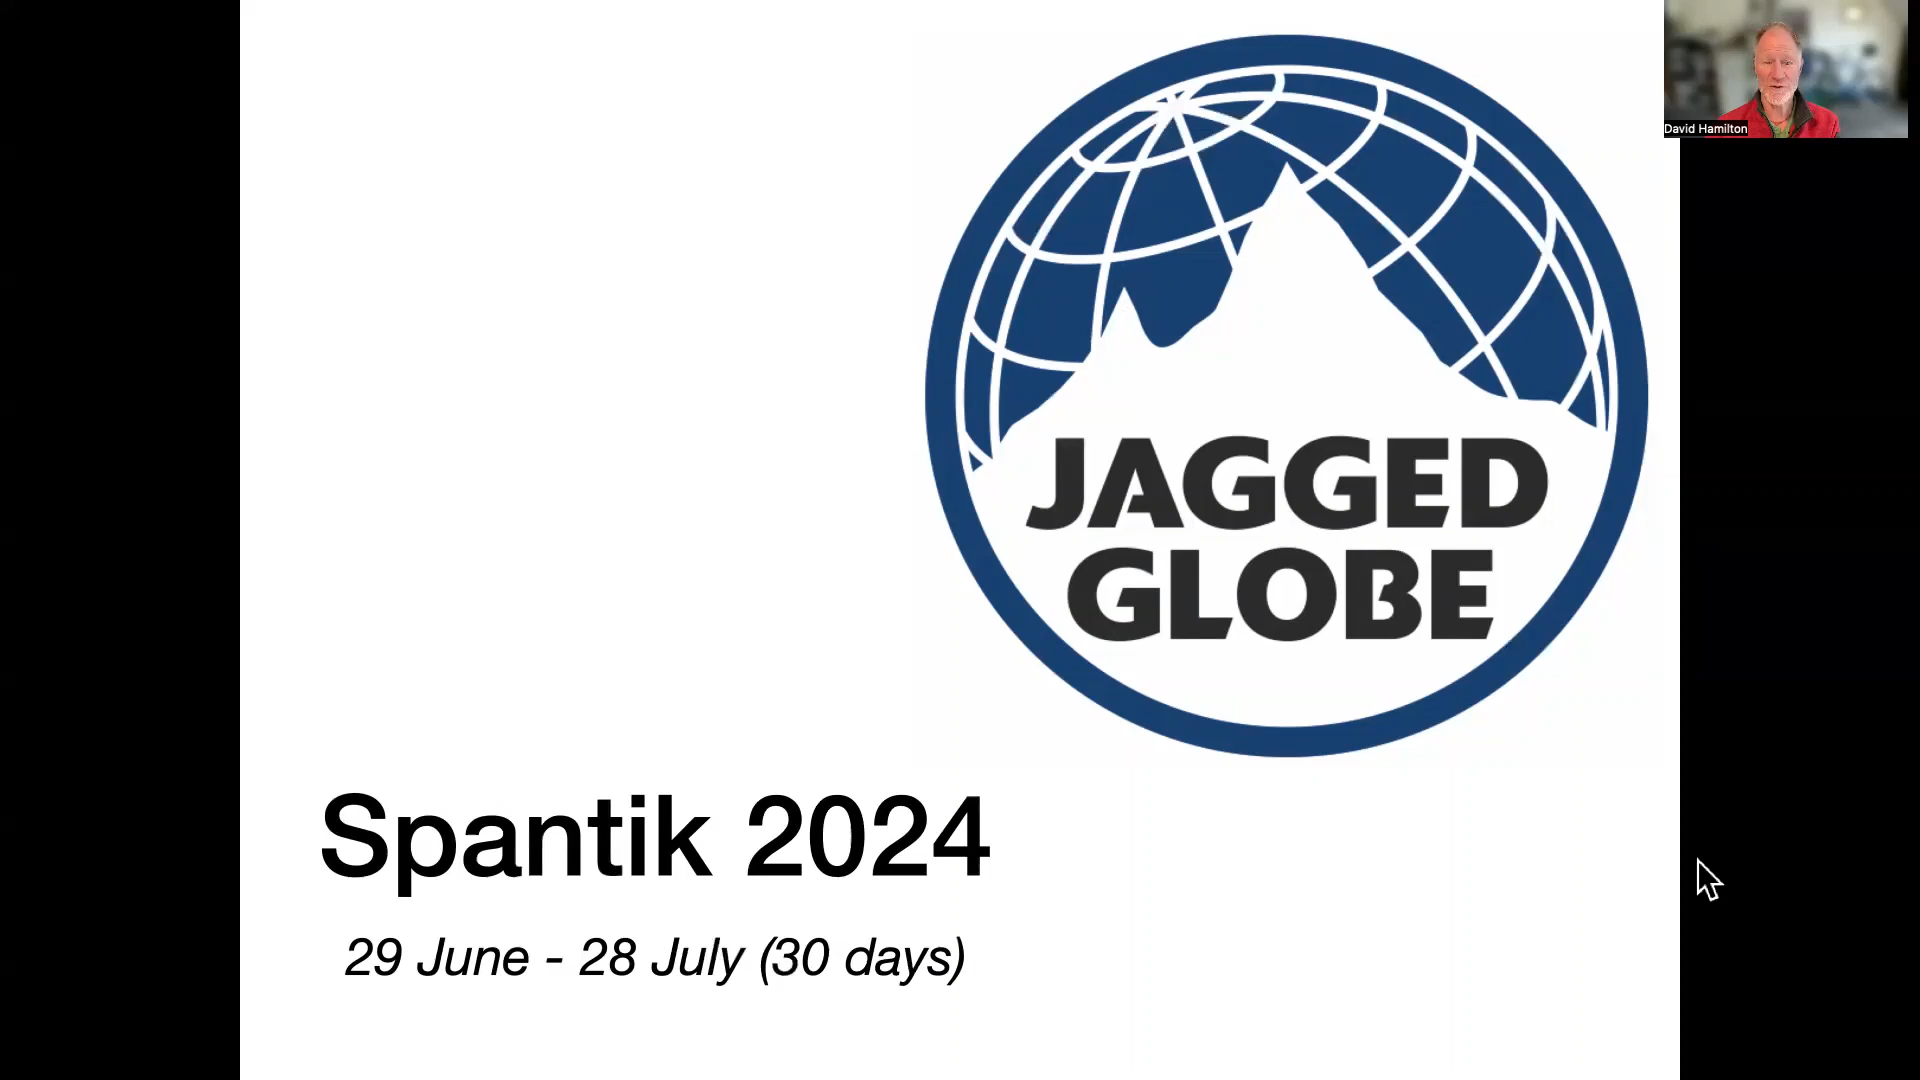 David Hamilton
JAGGED
GLOBE
Spantik 2024
29 June - 28 July (30 days)